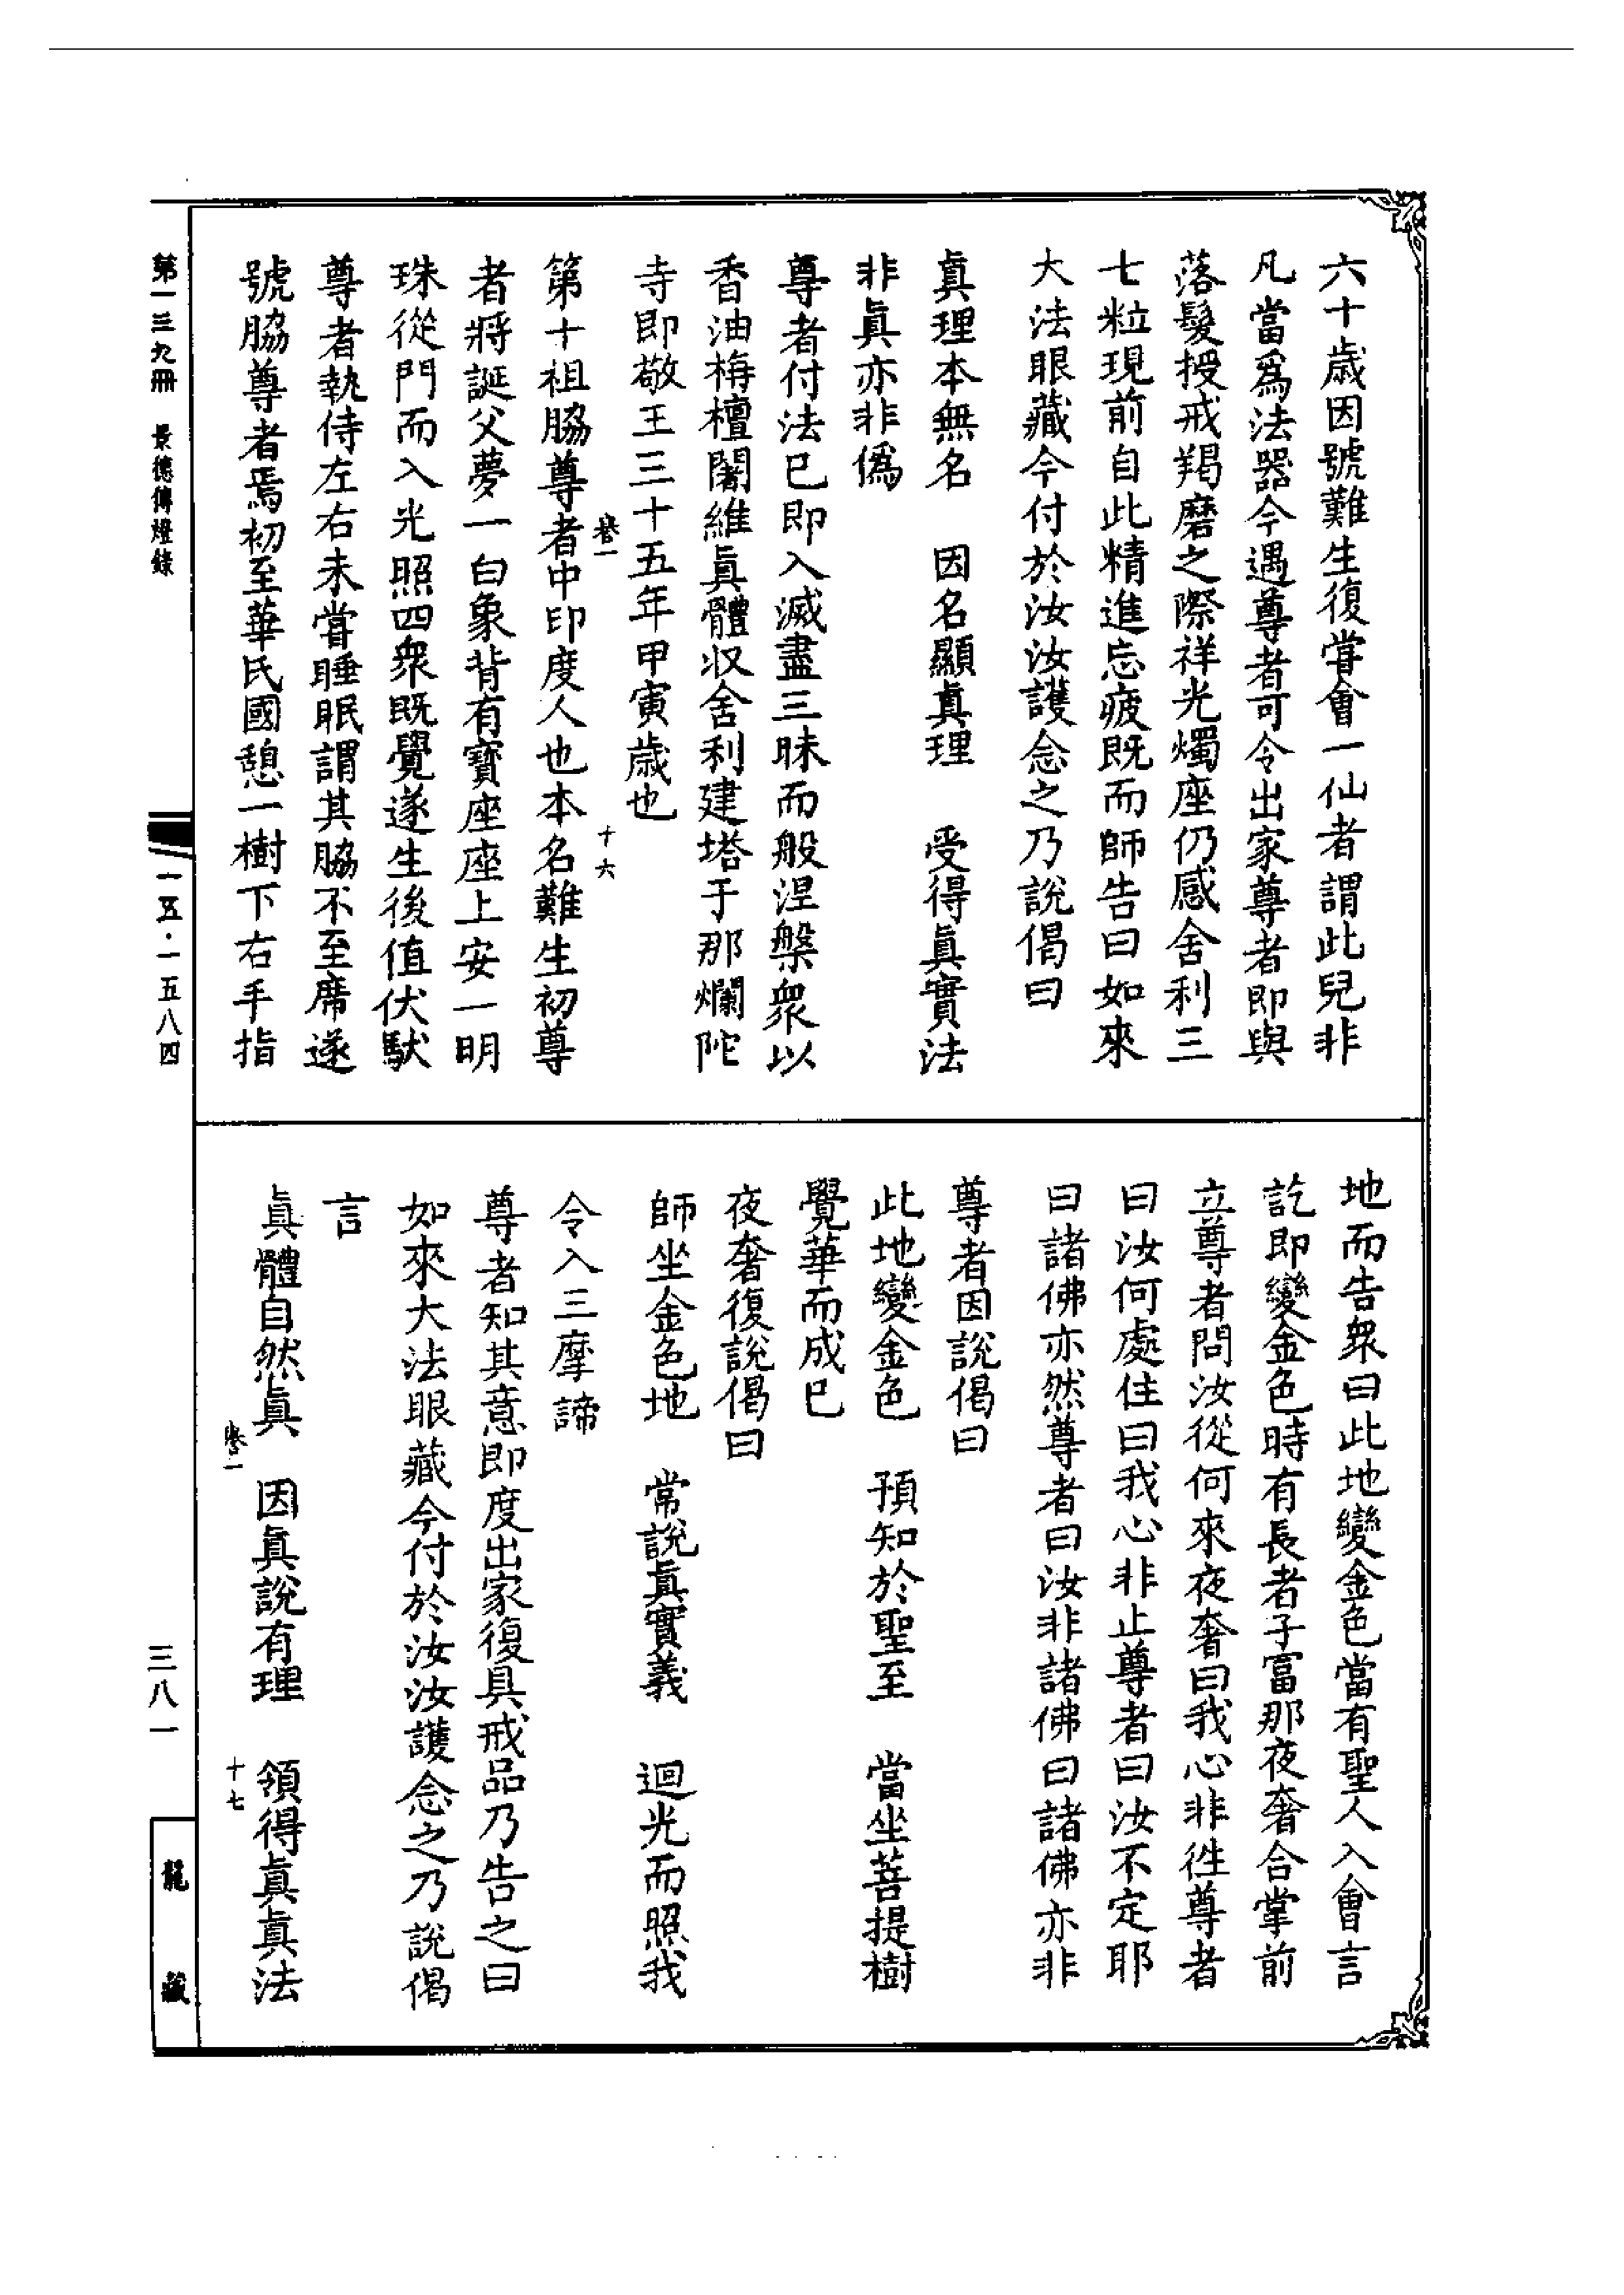 六十歲因號難生復嘗會一仙者謂此兒非
凡當爲法器今遇尊者可令出家尊者即與
落髮授戒羯磨之際祥光燭座仍感舍利三
七粒現前自此精進忘疲既而師告曰如來
大法眼藏今付於汝汝護念之乃說偈曰
眞理本無名　因名顯眞理　受得眞實法
非眞亦非僞
尊者付法已即入滅盡三昧而般涅槃眾以
香油栴檀闍維眞體收舍利建塔于那爛陀
寺即敬王三十五年甲寅歲也
卷一　十六
第十祖脇尊者中印度人也本名難生初尊
者將誕父夢一白象背有寶座座上安一明
珠從門而入光照四眾既覺遂生後值伏馱
尊者執侍左右未嘗睡眠謂其脇不至席遂
號脇尊者焉初至華氏國憩一樹下右手指
地而告眾曰此地變金色當有聖人入會言
訖即變金色時有長者子富那夜奢合掌前
立尊者問汝從何來夜奢曰我心非徃尊者
曰汝何處住曰我心非止尊者曰汝不定耶
曰諸佛亦然尊者曰汝非諸佛曰諸佛亦非
尊者因說偈曰
此地變金色　預知於聖至　當坐菩提樹
覺華而成已
夜奢復說偈曰
師坐金色地　常說眞實義　迴光而照我
令入三摩諦
尊者知其意即度出家復具戒品乃告之曰
如來大法眼藏今付於汝汝護念之乃說偈
言
眞體自然眞　因眞說有理　領得眞眞法
卷一　十七
第一三九冊　景德傳燈錄
一五·一五八四
三八一
龍藏